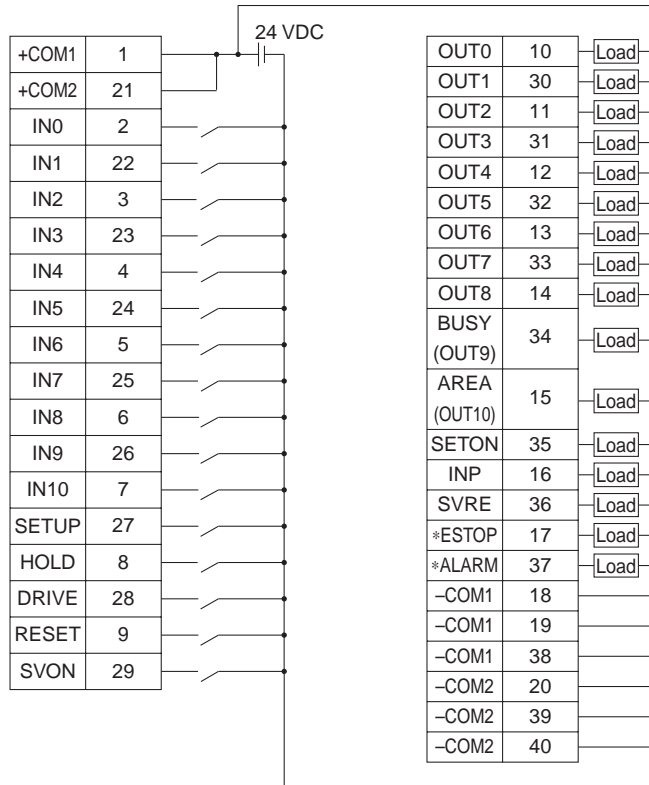 24 VDC
+COM1 1
+COM2 21
IN0 2
IN1 22
IN2 3
IN3 23
IN4 4
IN5 24
IN6 5
IN7 25
IN8 6
IN9 26
IN10 7
SETUP 27
HOLD 8
DRIVE 28
RESET 9
SVON 29
OUT0 10 Load
OUT1 30 Load
OUT2 11 Load
OUT3 31 Load
OUT4 12 Load
OUT5 32 Load
OUT6 13 Load
OUT7 33 Load
OUT8 14 Load
BUSY
(OUT9) 34 Load
AREA
(OUT10) 15 Load
SETON 35 Load
INP 16 Load
SVRE 36 Load
*ESTOP 17 Load
*ALARM 37 Load
–COM1 18
–COM1 19
–COM1 38
–COM2 20
–COM2 39
–COM2 40